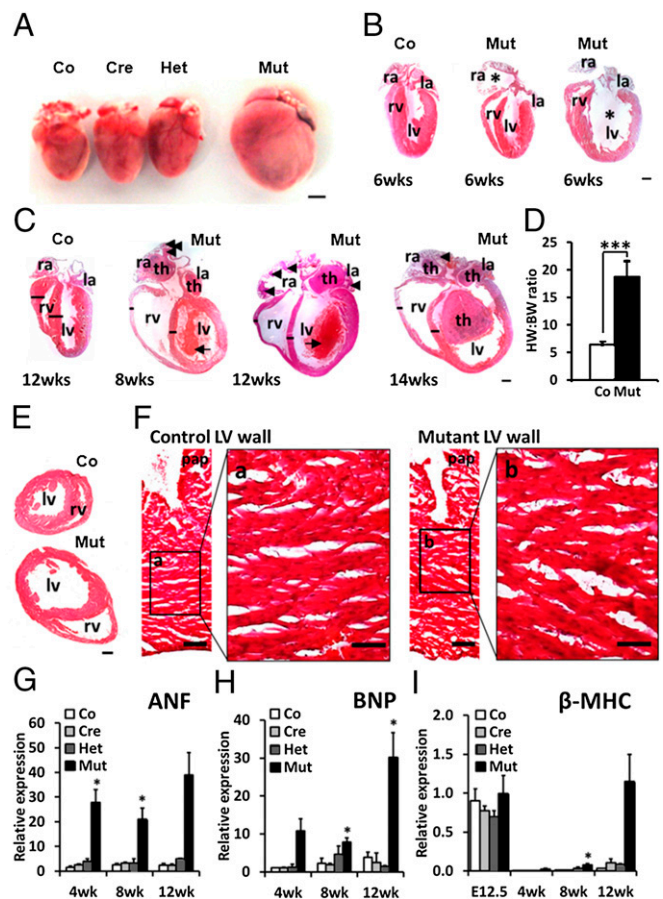 A
Co Cre Het Mut
B
Co Mut Mut
ra la rv lv
ra * la rv lv
ra rv * lv
6wks 6wks 6wks
C
Co Mut Mut Mut
ra la rv lv
ra th la th rv lv
ra th la rv lv
ra th la th rv th lv
12wks 8wks 12wks 14wks
D
HW:BW ratio
25
20
15
10
5
0
***
Co Mut
E
Co
lv rv
Mut
lv rv
F
Control LV wall
pap
a
a
Mutant LV wall
pap
b
b
G
ANF
Relative expression
60
50
40
30
20
10
0
Co
Cre
Het
Mut
* *
4wk 8wk 12wk
H
BNP
Relative expression
40
30
20
10
0
Co
Cre
Het
Mut
* *
4wk 8wk 12wk
I
β-MHC
Relative expression
2.0
1.5
1.0
0.5
0.0
Co
Cre
Het
Mut
*
E12.5 4wk 8wk 12wk